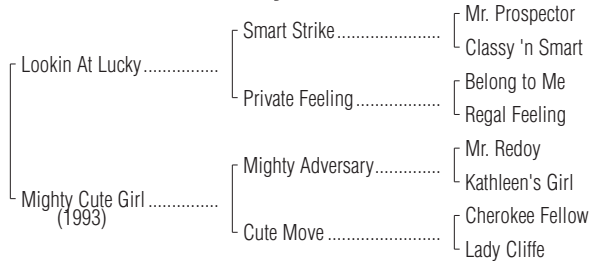 Mr. Prospector
Smart Strike...................
Classy 'n Smart
Lookin At Lucky...............
Belong to Me
Private Feeling................
Regal Feeling
Mr. Redoy
Mighty Adversary.............
Kathleen's Girl
Mighty Cute Girl..............
(1993)
Cherokee Fellow
Cute Move .....................
Lady Cliffe